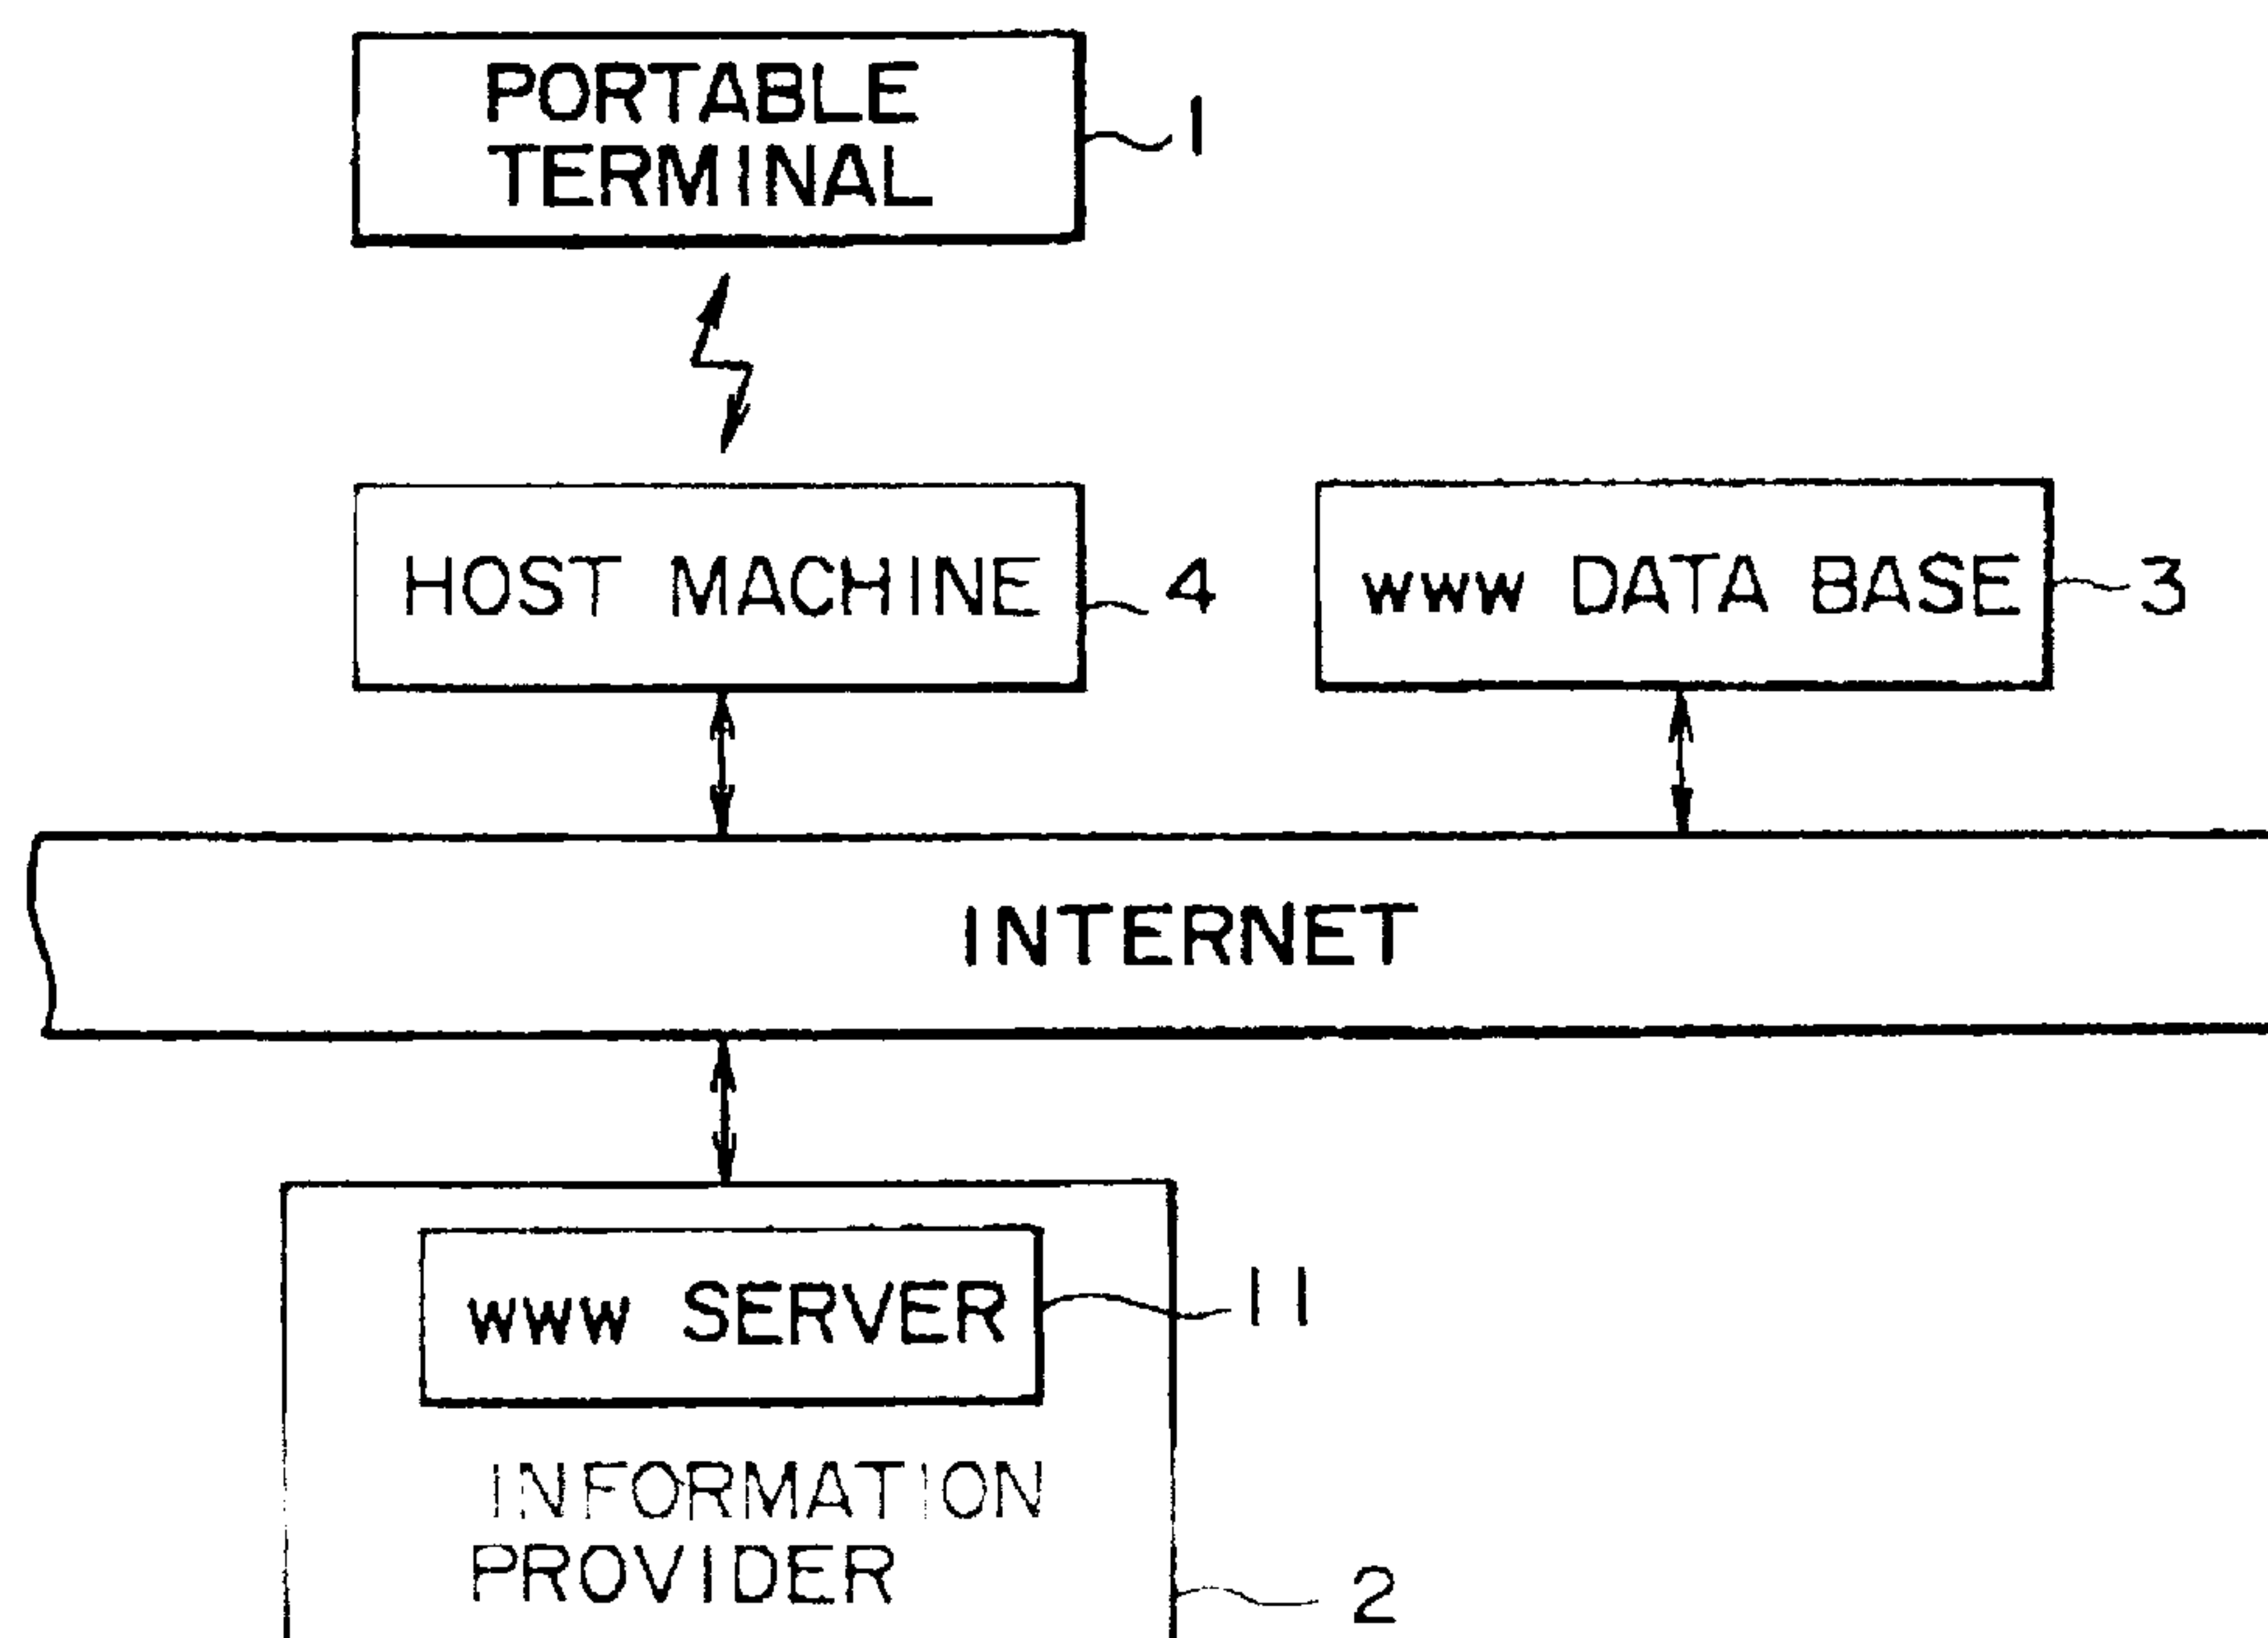 PORTABLE
TERMINAL
1
HOST MACHINE
4
www DATA BASE
3
INTERNET
www SERVER
11
INFORMATION
PROVIDER
2